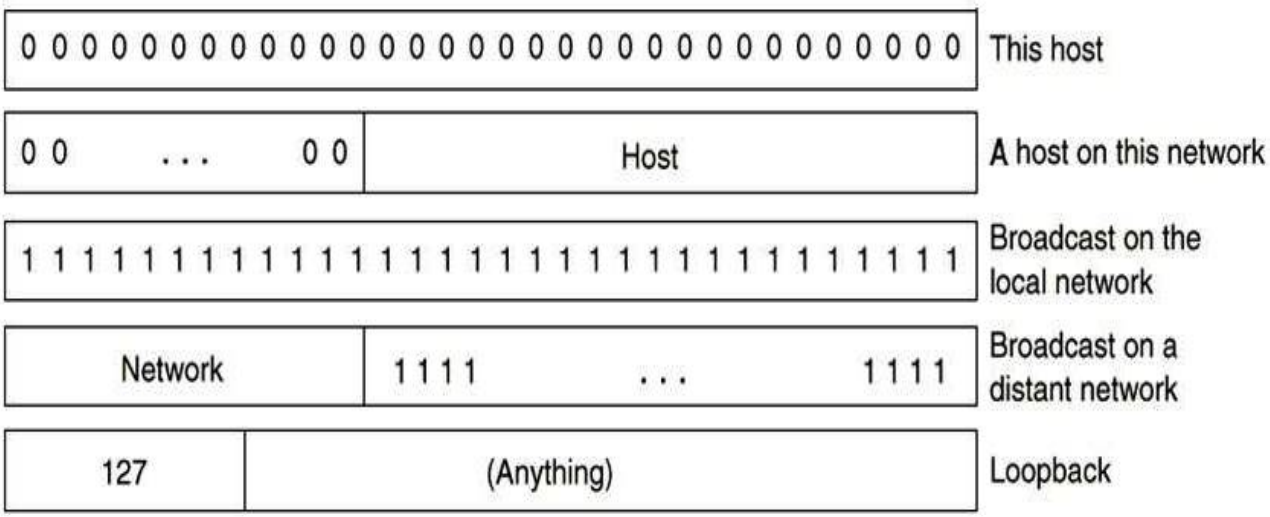 0 0 0 0 0 0 0 0 0 0 0 0 0 0 0 0 0 0 0 0 0 0 0 0 0 0 0 0 0 0 0 0 This host
0 0 ... 0 0 Host A host on this network
1 1 1 1 1 1 1 1 1 1 1 1 1 1 1 1 1 1 1 1 1 1 1 1 1 1 1 1 1 1 1 1 Broadcast on the
local network
Network 1 1 1 1 ... 1 1 1 1 Broadcast on a
distant network
127 (Anything) Loopback